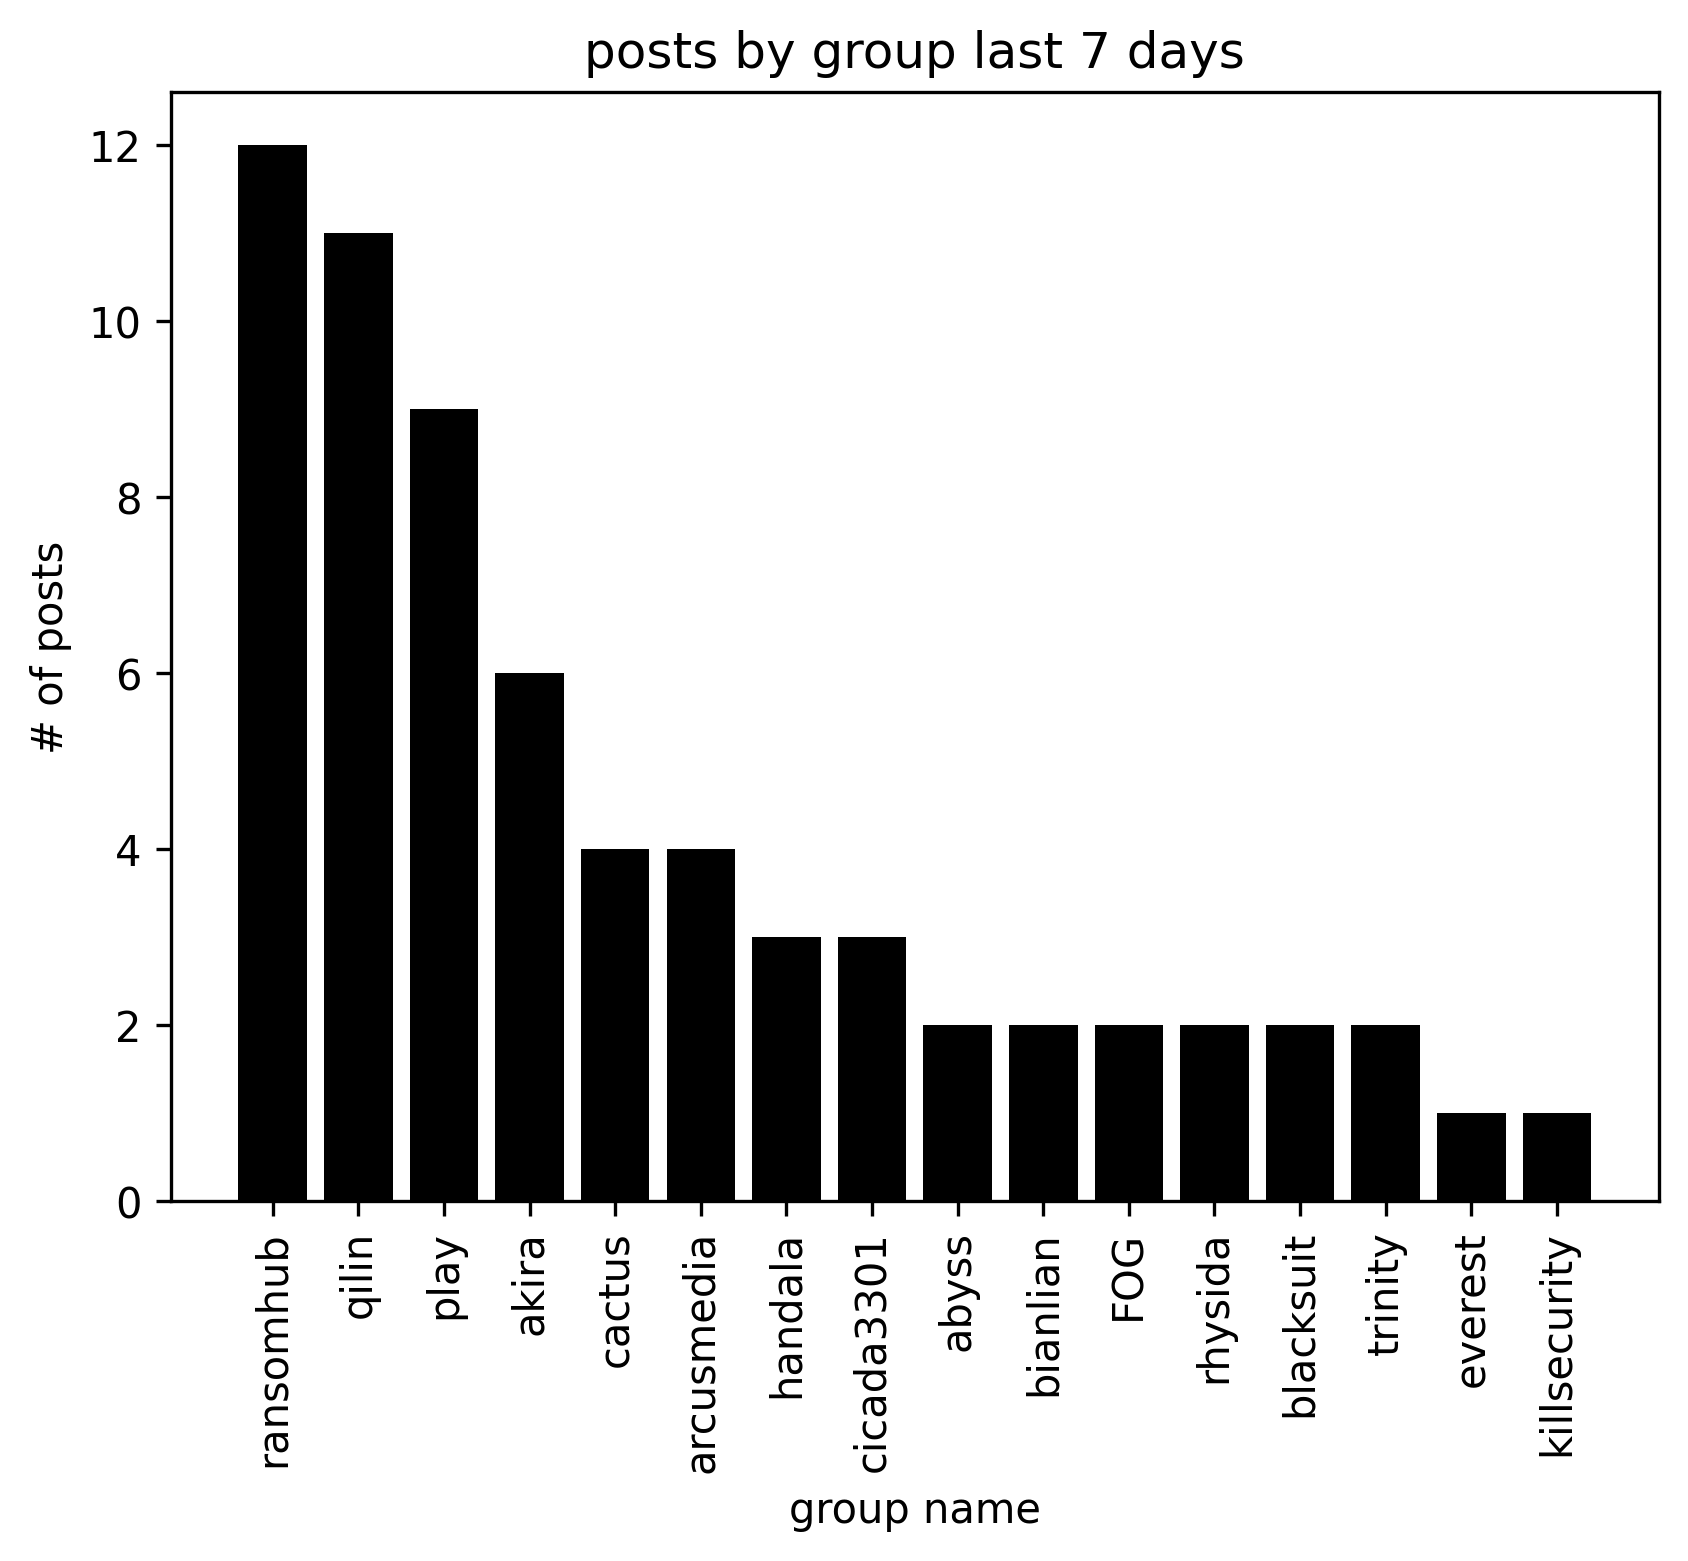 posts by group last 7 days
12
10
8
6
4
2
0
# of posts
ransomhub
qilin
play
akira
cactus
arcusmedia
handala
cicada3301
abyss
bianlian
FOG
rhysida
blacksuit
trinity
everest
killsecurity
group name